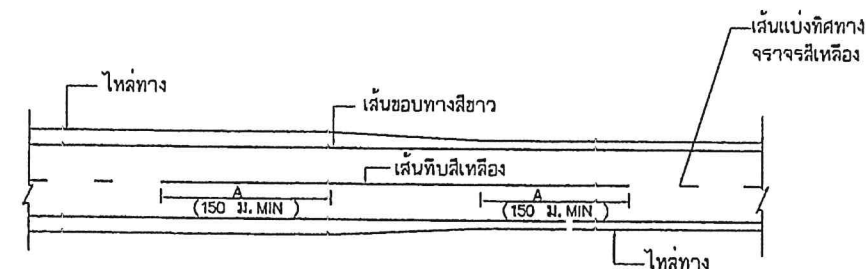 เส้นแบ่งทิศทาง
จราจรสีเหลือง
ไหล่ทาง
เส้นขอบทางสีขาว
เส้นทึบสีเหลือง
A
(150 ม. MIN )
A
(150 ม. MIN )
ไหล่ทาง